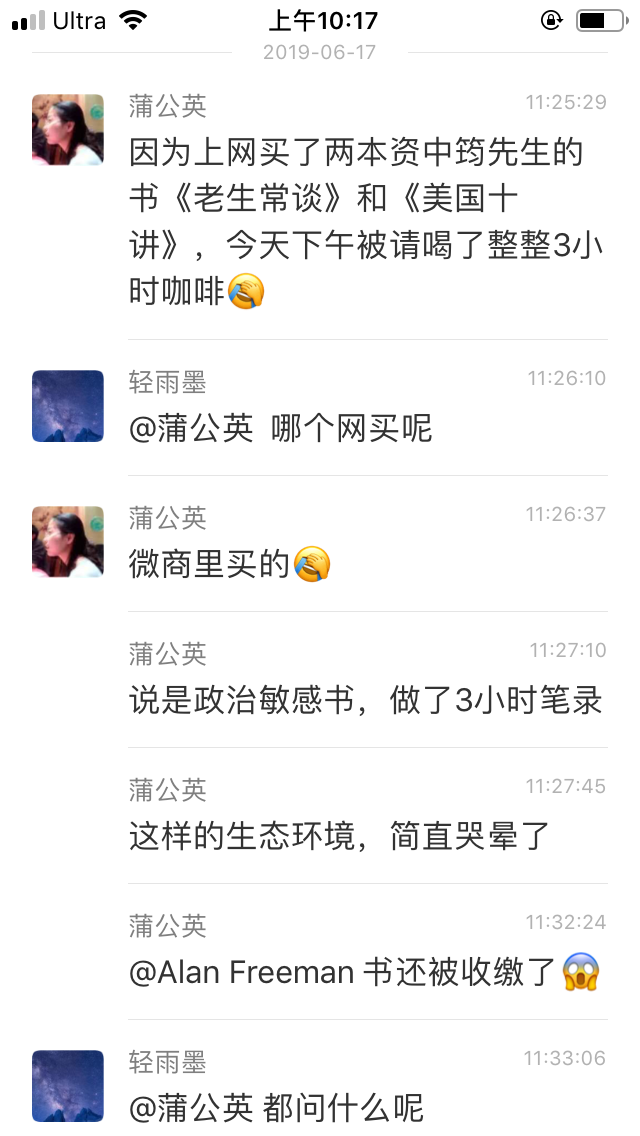 Ultra 上午10:17
2019-06-17
蒲公英 11:25:29
因为上网买了两本资中筠先生的
书《老生常谈》和《美国十
讲》，今天下午被请喝了整整3小
时咖啡🤦
轻雨墨 11:26:10
@蒲公英 哪个网买呢
蒲公英 11:26:37
微商里买的🤦
蒲公英 11:27:10
说是政治敏感书，做了3小时笔录
蒲公英 11:27:45
这样的生态环境，简直哭晕了
蒲公英 11:32:24
@Alan Freeman 书还被收缴了😱
轻雨墨 11:33:06
@蒲公英 都问什么呢